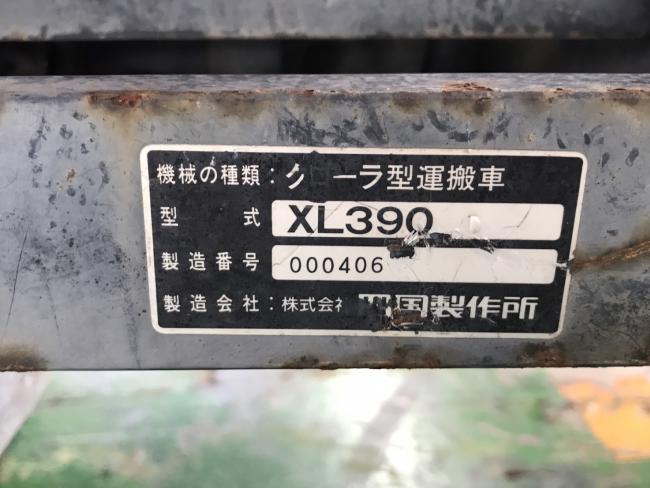 機械の種類：ク ーラ型運搬車
型 式 XL390
製造番号 000406
製造会社：株式会社 四国製作所